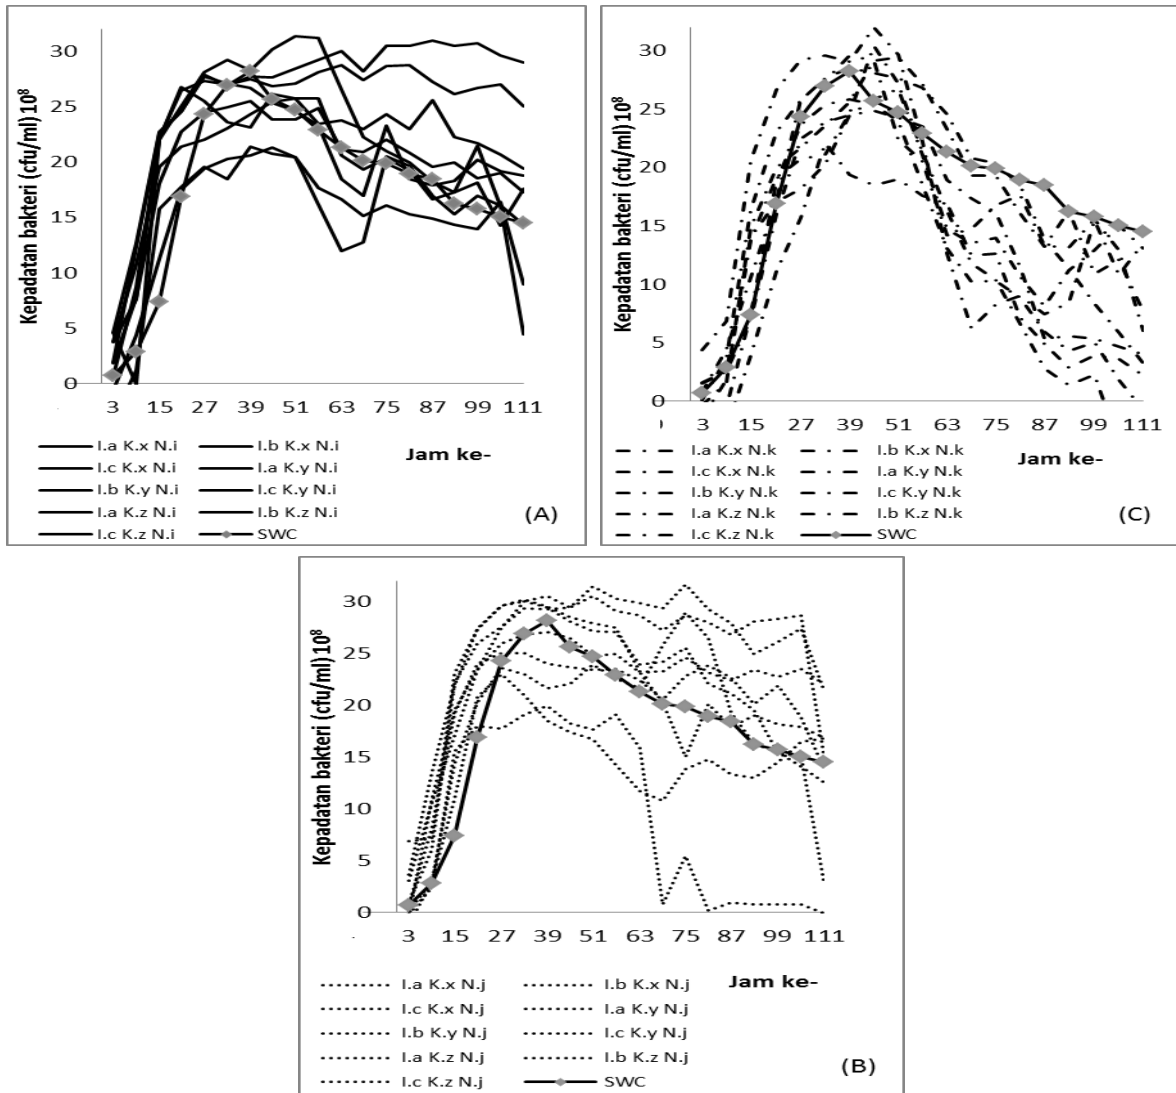 Kepadatan bakteri (cfu/ml) 10⁸
30
25
20
15
10
5
0
3 15 27 39 51 63 75 87 99 111
Jam ke-
I.a K.x N.i I.b K.x N.i
I.c K.x N.i I.a K.y N.i
I.b K.y N.i I.c K.y N.i
I.a K.z N.i I.b K.z N.i
I.c K.z N.i SWC
(A)
Kepadatan bakteri (cfu/ml) 10⁸
30
25
20
15
10
5
0
3 15 27 39 51 63 75 87 99 111
Jam ke-
I.a K.x N.k I.b K.x N.k
I.c K.x N.k I.a K.y N.k
I.b K.y N.k I.c K.y N.k
I.a K.z N.k I.b K.z N.k
I.c K.z N.k SWC
(C)
Kepadatan bakteri (cfu/ml) 10⁸
30
25
20
15
10
5
0
3 15 27 39 51 63 75 87 99 111
Jam ke-
I.a K.x N.j I.b K.x N.j
I.c K.x N.j I.a K.y N.j
I.b K.y N.j I.c K.y N.j
I.a K.z N.j I.b K.z N.j
I.c K.z N.j SWC
(B)